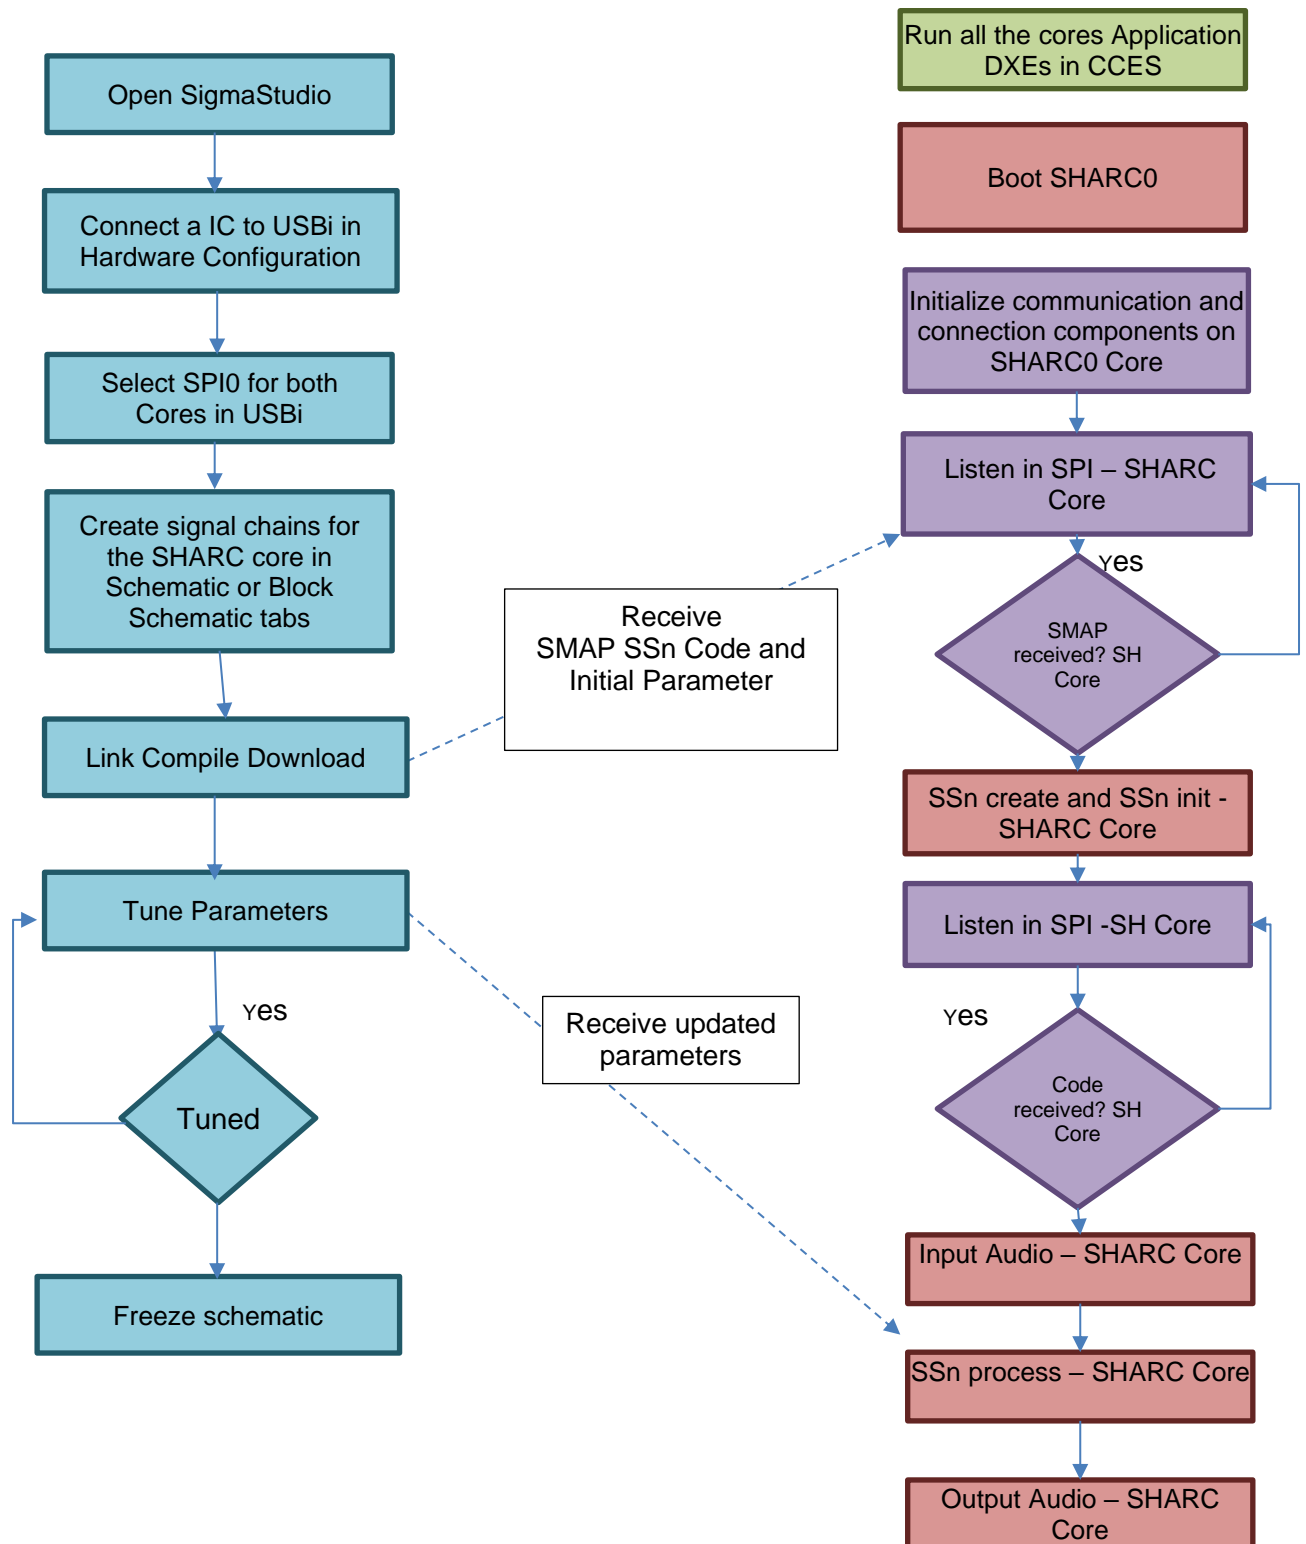 Open SigmaStudio
Connect a IC to USBi in
Hardware Configuration
Select SPI0 for both
Cores in USBi
Create signal chains for
the SHARC core in
Schematic or Block
Schematic tabs
Link Compile Download
Tune Parameters
Yes
Tuned
Freeze schematic
Receive
SMAP SSn Code and
Initial Parameter
Receive updated
parameters
Run all the cores Application
DXEs in CCES
Boot SHARC0
Initialize communication and
connection components on
SHARC0 Core
Listen in SPI – SHARC
Core
Yes
SMAP
received? SH
Core
SSn create and SSn init -
SHARC Core
Listen in SPI -SH Core
Yes
Code
received? SH
Core
Input Audio – SHARC Core
SSn process – SHARC Core
Output Audio – SHARC
Core